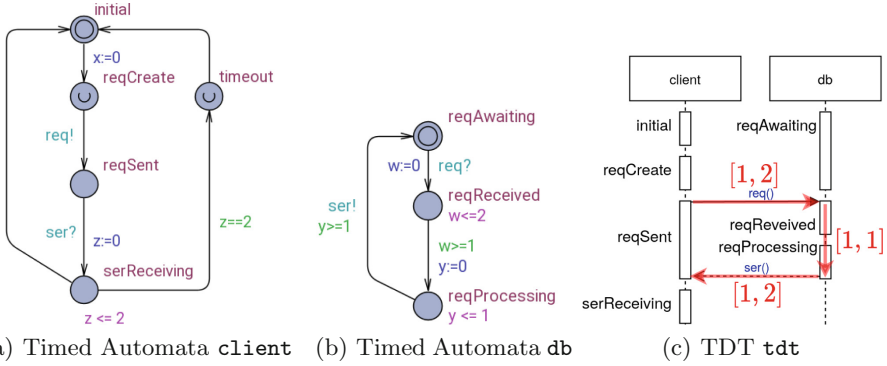 initial
x:=0
reqCreate
timeout
req!
reqSent
ser?
z:=0
z==2
serReceiving
z <= 2
a) Timed Automata client
reqAwaiting
w:=0
req?
reqReceived
w<=2
ser!
y>=1
w>=1
y:=0
reqProcessing
y <= 1
(b) Timed Automata db
client
db
initial
reqAwaiting
reqCreate
[1, 2]
req()
reqSent
reqReveived
reqProcessing
[1, 1]
ser()
[1, 2]
serReceiving
(c) TDT tdt